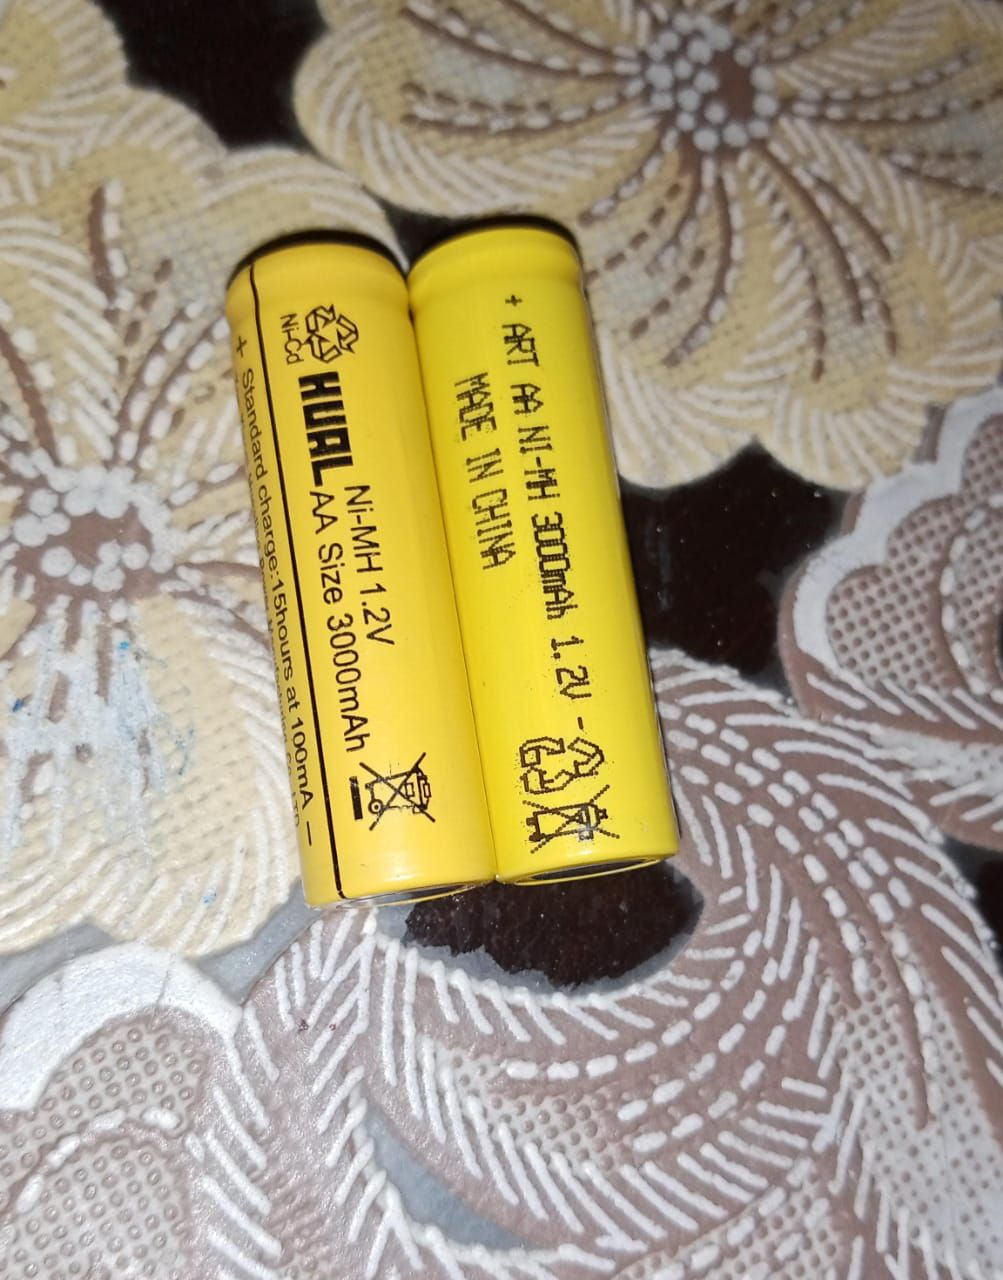 Ni-Cd
HUAL
Ni-MH 1.2V
AA Size 3000mAh
+ Standard charge:15hours at 100mA -
+ ART AA NI-MH 3000mAh 1.2V -
MADE IN CHINA